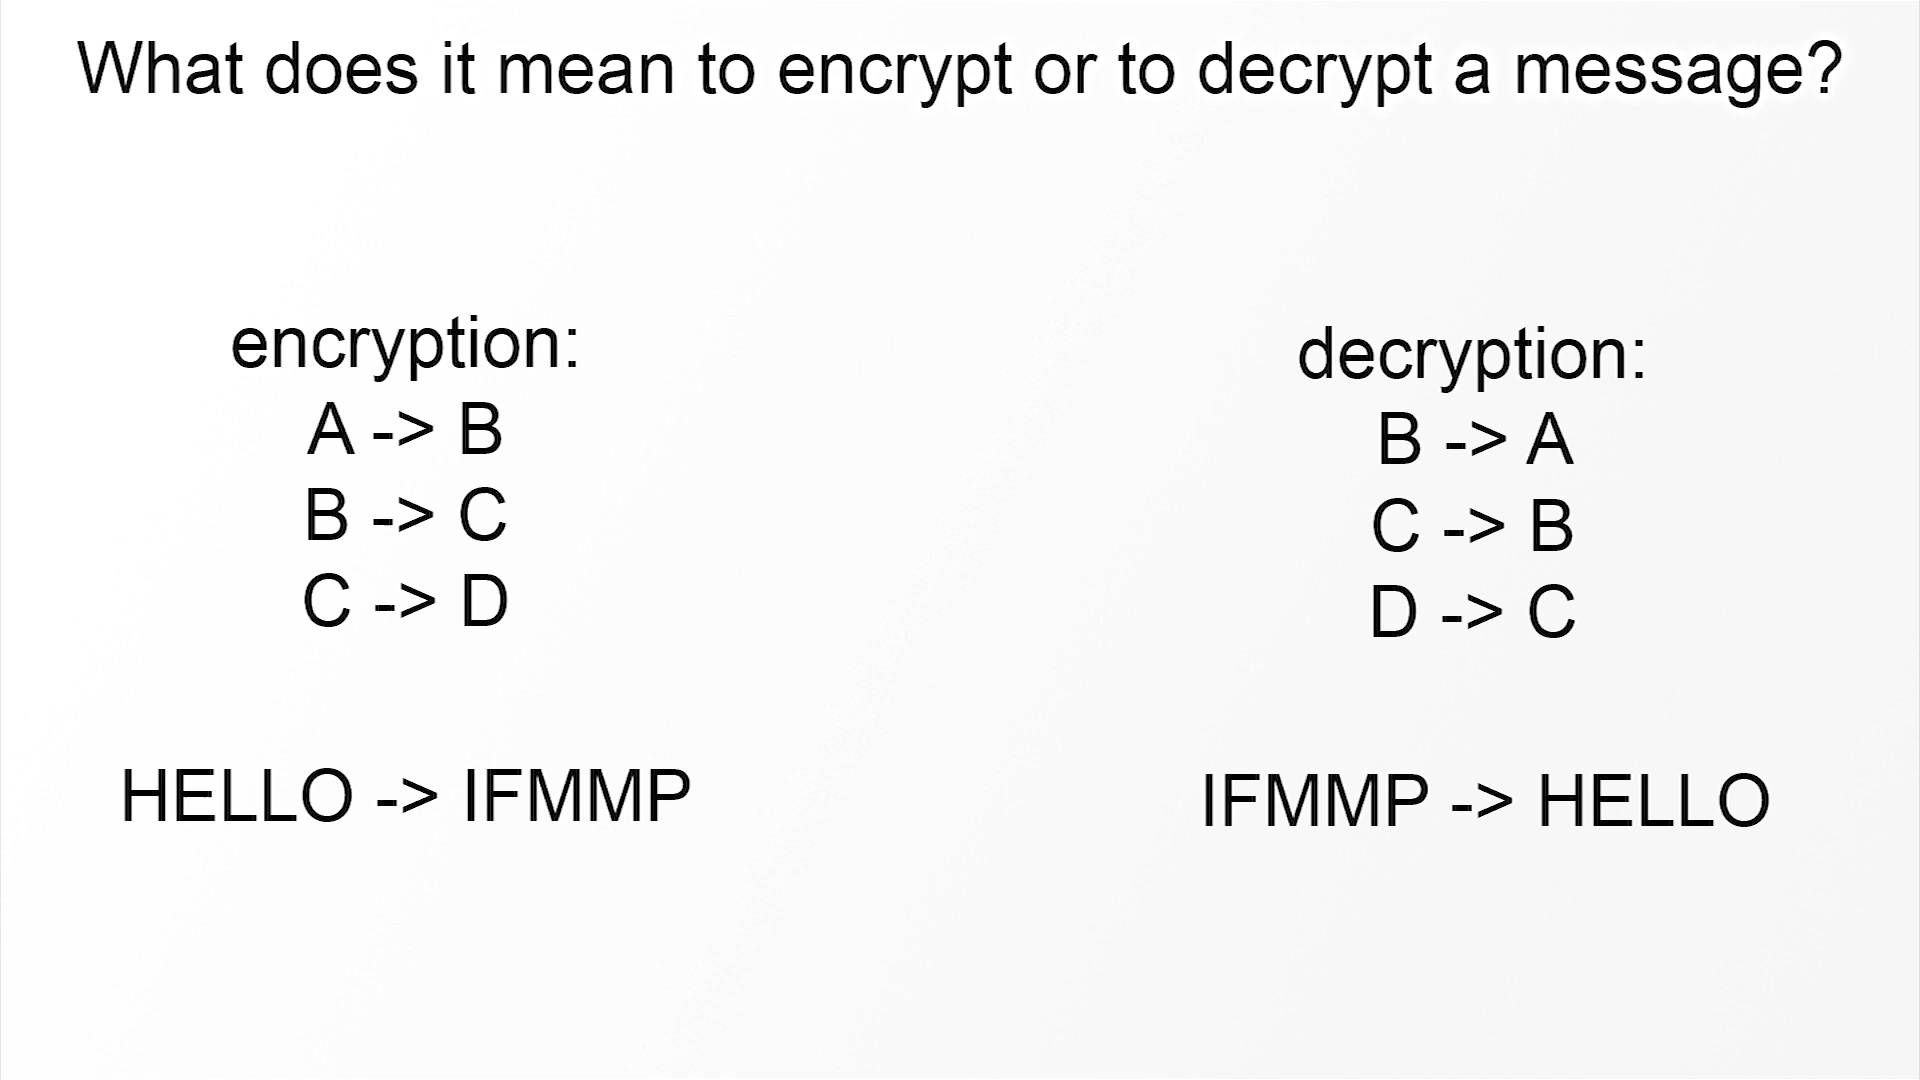 What does it mean to encrypt or to decrypt a message?
encryption:
A -> B
B -> C
C -> D
HELLO -> IFMMP
decryption:
B -> A
C -> B
D -> C
IFMMP -> HELLO